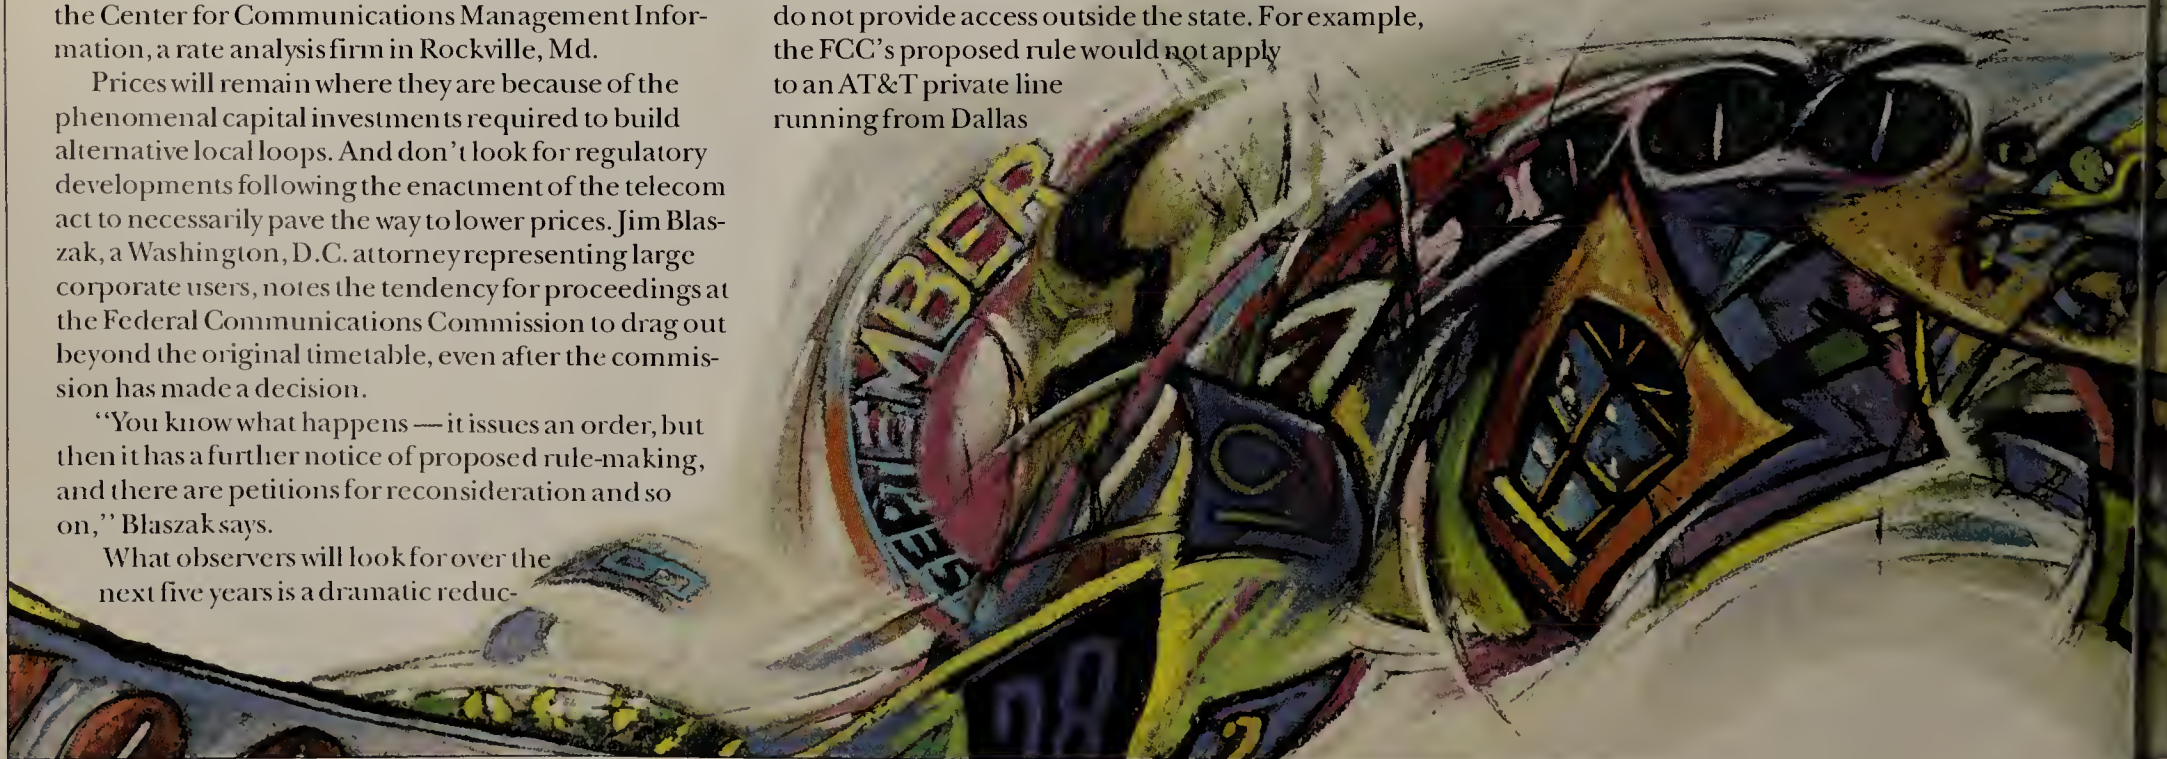 the Center for Communications Management Infor-
mation, a rate analysis firm in Rockville, Md.
Prices will remain where they are because of the
phenomenal capital investments required to build
alternative local loops. And don't look for regulatory
developments following the enactment of the telecom
act to necessarily pave the way to lower prices. Jim Blas-
zak, a Washington, D.C. attorney representing large
corporate users, notes the tendency for proceedings at
the Federal Communications Commission to drag out
beyond the original timetable, even after the commis-
sion has made a decision.
"You know what happens — it issues an order, but
then it has a further notice of proposed rule-making,
and there are petitions for reconsideration and so
on," Blaszak says.
What observers will look for over the
next five years is a dramatic reduc-
do not provide access outside the state. For example,
the FCC's proposed rule would not apply
to an AT&T private line
running from Dallas
SEPTEMBER
28
2